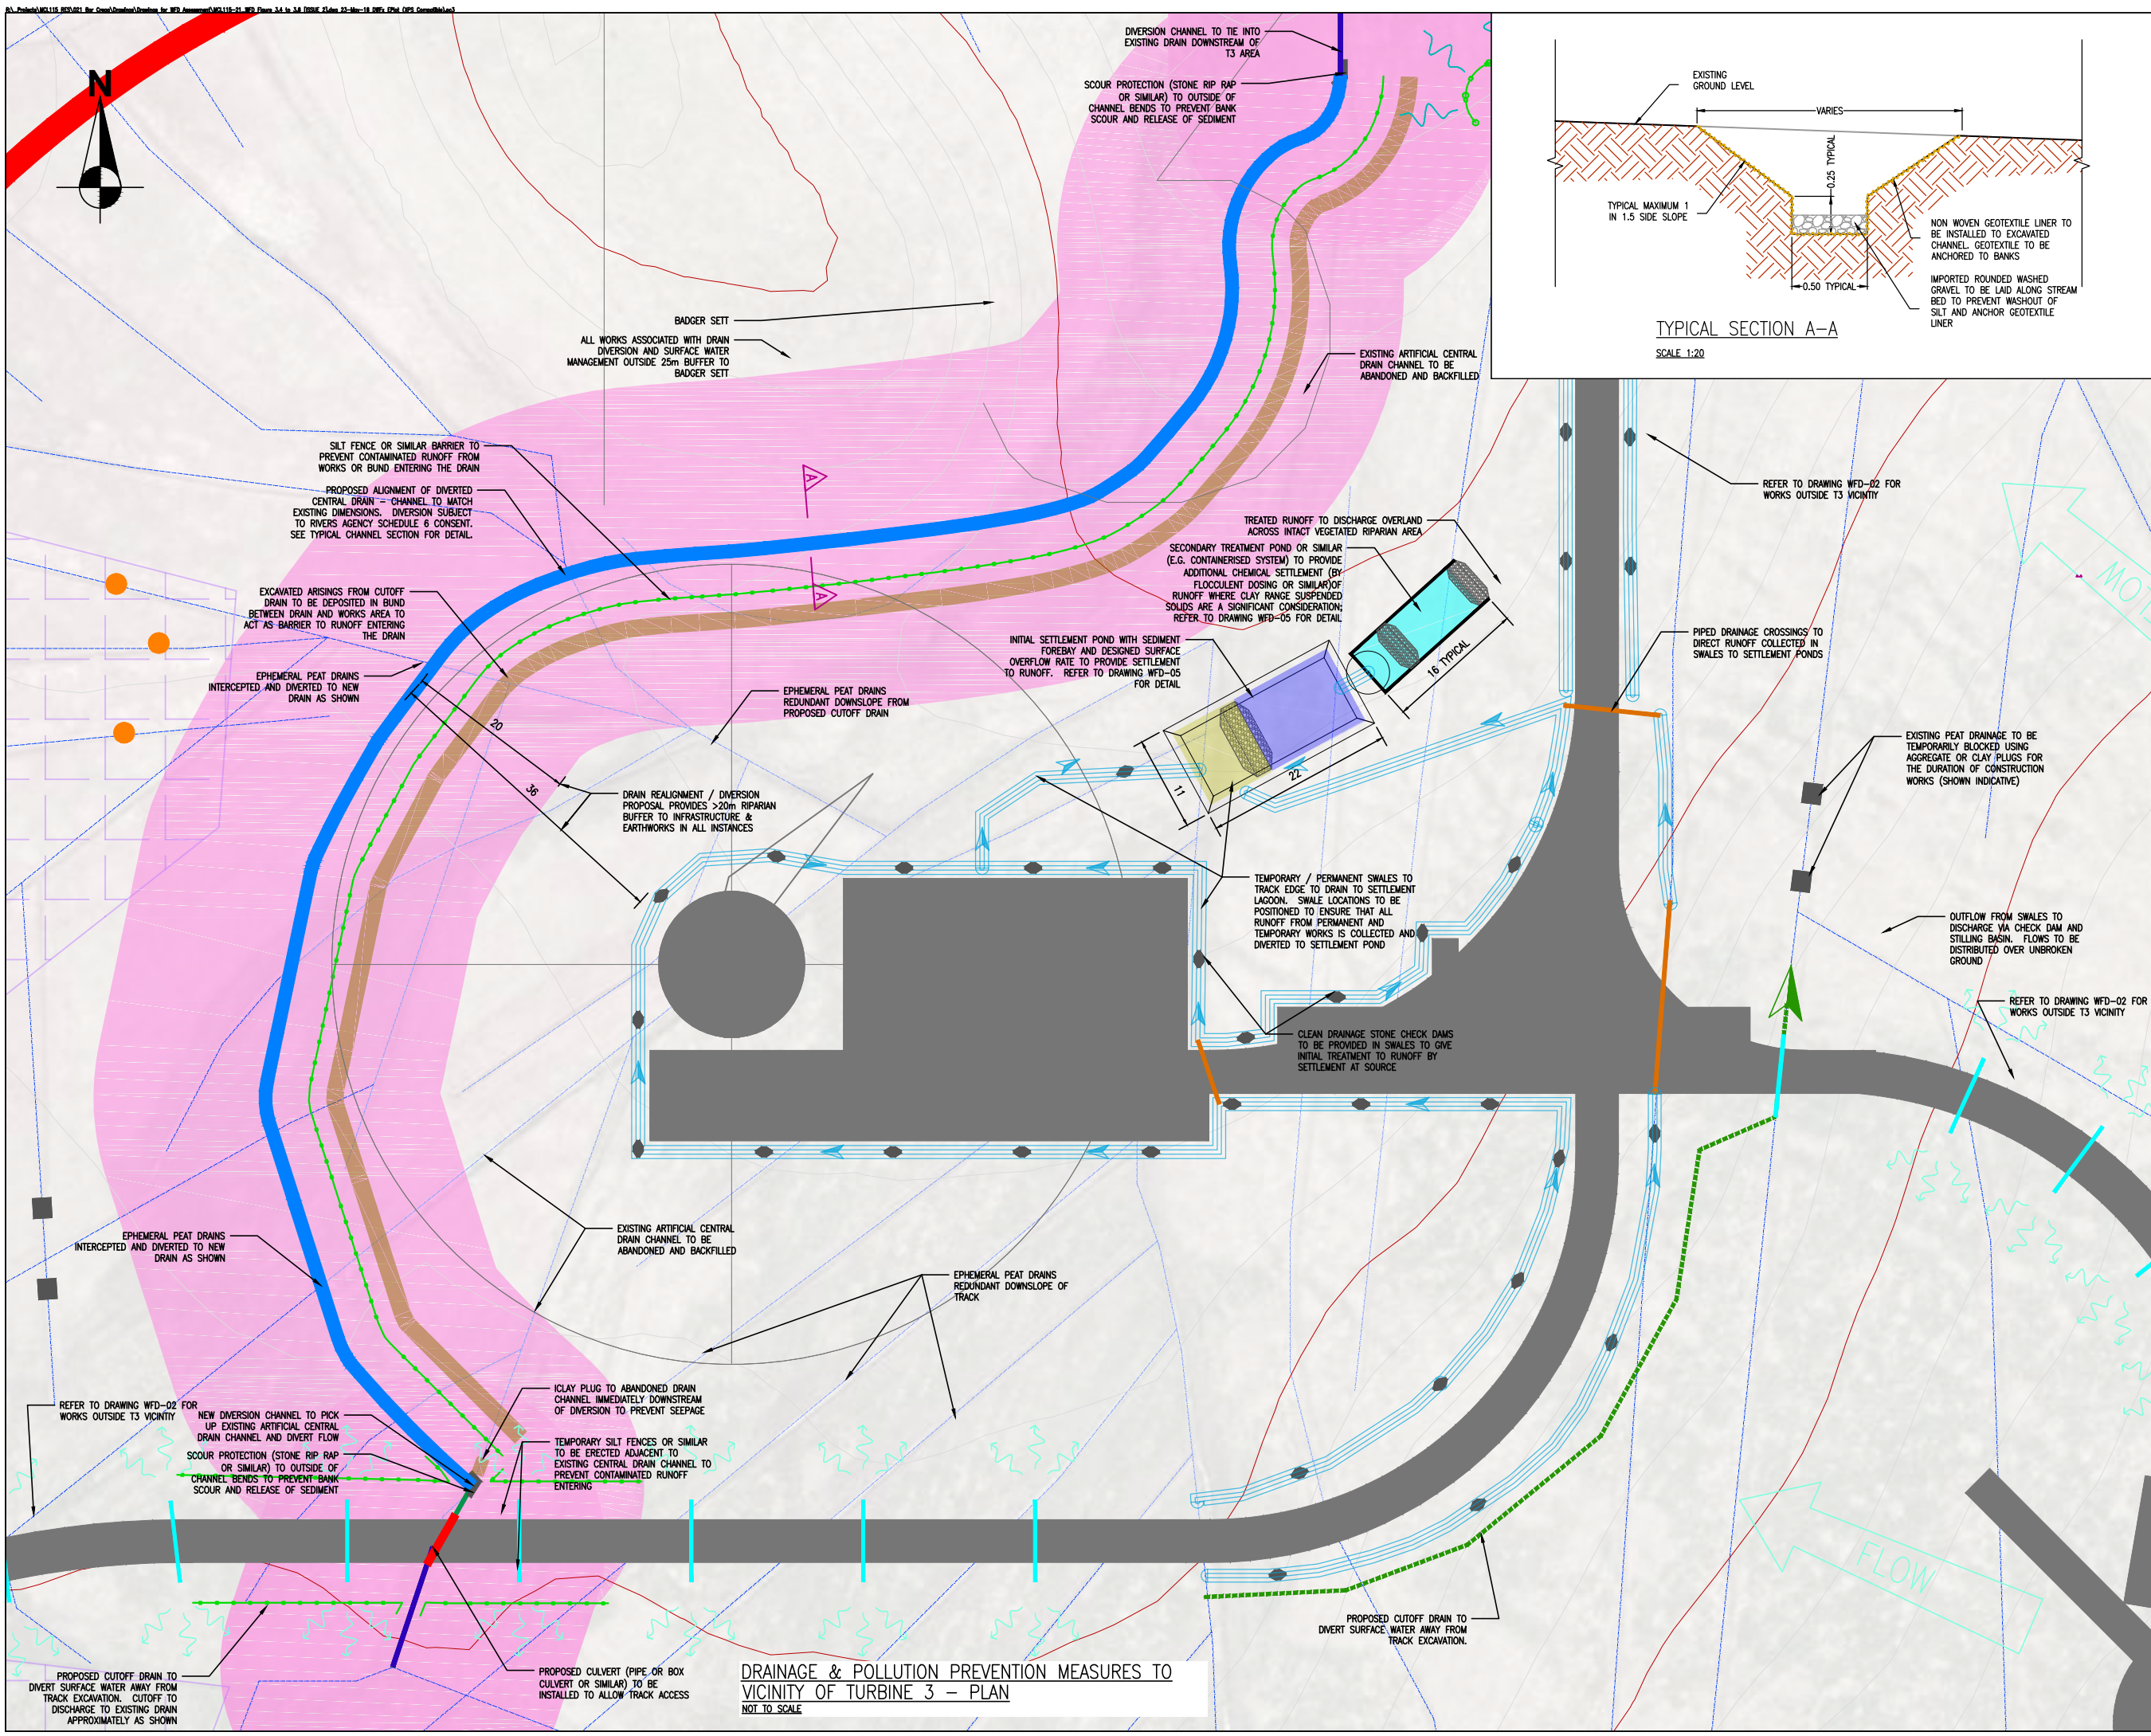 N
DIVERSION CHANNEL TO TIE INTO
EXISTING DRAIN DOWNSTREAM OF
T3 AREA
SCOUR PROTECTION (STONE RIP RAP
OR SIMILAR) TO OUTSIDE OF
CHANNEL BENDS TO PREVENT BANK
SCOUR AND RELEASE OF SEDIMENT
EXISTING
GROUND LEVEL
VARIES
0.25 TYPICAL
TYPICAL MAXIMUM 1
IN 1.5 SIDE SLOPE
0.50 TYPICAL
NON WOVEN GEOTEXTILE LINER TO
BE INSTALLED TO EXCAVATED
CHANNEL. GEOTEXTILE TO BE
ANCHORED TO BANKS
IMPORTED ROUNDED WASHED
GRAVEL TO BE LAID ALONG STREAM
BED TO PREVENT WASHOUT OF
SILT AND ANCHOR GEOTEXTILE
LINER
TYPICAL SECTION A-A
SCALE 1:20
BADGER SETT
ALL WORKS ASSOCIATED WITH DRAIN
DIVERSION AND SURFACE WATER
MANAGEMENT OUTSIDE 25m BUFFER TO
BADGER SETT
EXISTING ARTIFICIAL CENTRAL
DRAIN CHANNEL TO BE
ABANDONED AND BACKFILLED
SILT FENCE OR SIMILAR BARRIER TO
PREVENT CONTAMINATED RUNOFF FROM
WORKS OR BUND ENTERING THE DRAIN
PROPOSED ALIGNMENT OF DIVERTED
CENTRAL DRAIN - CHANNEL TO MATCH
EXISTING DIMENSIONS. DIVERSION SUBJECT
TO RIVERS AGENCY SCHEDULE 6 CONSENT.
SEE TYPICAL CHANNEL SECTION FOR DETAIL.
A
A
REFER TO DRAWING WFD-02 FOR
WORKS OUTSIDE T3 VICINTIY
FLOW
TREATED RUNOFF TO DISCHARGE OVERLAND
ACROSS INTACT VEGETATED RIPARIAN AREA
SECONDARY TREATMENT POND OR SIMILAR
(E.G. CONTAINERISED SYSTEM) TO PROVIDE
ADDITIONAL CHEMICAL SETTLEMENT (BY
FLOCCULENT DOSING OR SIMILAR)OF
RUNOFF WHERE CLAY RANGE SUSPENDED
SOLIDS ARE A SIGNIFICANT CONSIDERATION;
REFER TO DRAWING WFD-05 FOR DETAIL
EXCAVATED ARISINGS FROM CUTOFF
DRAIN TO BE DEPOSITED IN BUND
BETWEEN DRAIN AND WORKS AREA TO
ACT AS BARRIER TO RUNOFF ENTERING
THE DRAIN
INITIAL SETTLEMENT POND WITH SEDIMENT
FOREBAY AND DESIGNED SURFACE
OVERFLOW RATE TO PROVIDE SETTLEMENT
TO RUNOFF. REFER TO DRAWING WFD-05
FOR DETAIL
16 TYPICAL
22
11
PIPED DRAINAGE CROSSINGS TO
DIRECT RUNOFF COLLECTED IN
SWALES TO SETTLEMENT PONDS
EPHEMERAL PEAT DRAINS
INTERCEPTED AND DIVERTED TO NEW
DRAIN AS SHOWN
20
36
EPHEMERAL PEAT DRAINS
REDUNDANT DOWNSLOPE FROM
PROPOSED CUTOFF DRAIN
DRAIN REALIGNMENT / DIVERSION
PROPOSAL PROVIDES >20m RIPARIAN
BUFFER TO INFRASTRUCTURE &
EARTHWORKS IN ALL INSTANCES
EXISTING PEAT DRAINAGE TO BE
TEMPORARILY BLOCKED USING
AGGREGATE OR CLAY PLUGS FOR
THE DURATION OF CONSTRUCTION
WORKS (SHOWN INDICATIVE)
TEMPORARY / PERMANENT SWALES TO
TRACK EDGE TO DRAIN TO SETTLEMENT
LAGOON. SWALE LOCATIONS TO BE
POSITIONED TO ENSURE THAT ALL
RUNOFF FROM PERMANENT AND
TEMPORARY WORKS IS COLLECTED AND
DIVERTED TO SETTLEMENT POND
OUTFLOW FROM SWALES TO
DISCHARGE VIA CHECK DAM AND
STILLING BASIN. FLOWS TO BE
DISTRIBUTED OVER UNBROKEN
GROUND
REFER TO DRAWING WFD-02 FOR
WORKS OUTSIDE T3 VICINITY
CLEAN DRAINAGE STONE CHECK DAMS
TO BE PROVIDED IN SWALES TO GIVE
INITIAL TREATMENT TO RUNOFF BY
SETTLEMENT AT SOURCE
EPHEMERAL PEAT DRAINS
INTERCEPTED AND DIVERTED TO NEW
DRAIN AS SHOWN
EXISTING ARTIFICIAL CENTRAL
DRAIN CHANNEL TO BE
ABANDONED AND BACKFILLED
EPHEMERAL PEAT DRAINS
REDUNDANT DOWNSLOPE OF
TRACK
REFER TO DRAWING WFD-02 FOR
WORKS OUTSIDE T3 VICINTIY
NEW DIVERSION CHANNEL TO PICK
UP EXISTING ARTIFICIAL CENTRAL
DRAIN CHANNEL AND DIVERT FLOW
SCOUR PROTECTION (STONE RIP RAP
OR SIMILAR) TO OUTSIDE OF
CHANNEL BENDS TO PREVENT BANK
SCOUR AND RELEASE OF SEDIMENT
ICLAY PLUG TO ABANDONED DRAIN
CHANNEL IMMEDIATELY DOWNSTREAM
OF DIVERSION TO PREVENT SEEPAGE
TEMPORARY SILT FENCES OR SIMILAR
TO BE ERECTED ADJACENT TO
EXISTING CENTRAL DRAIN CHANNEL TO
PREVENT CONTAMINATED RUNOFF
ENTERING
FLOW
PROPOSED CUTOFF DRAIN TO
DIVERT SURFACE WATER AWAY FROM
TRACK EXCAVATION.
PROPOSED CUTOFF DRAIN TO
DIVERT SURFACE WATER AWAY FROM
TRACK EXCAVATION. CUTOFF TO
DISCHARGE TO EXISTING DRAIN
APPROXIMATELY AS SHOWN
PROPOSED CULVERT (PIPE OR BOX
CULVERT OR SIMILAR) TO BE
INSTALLED TO ALLOW TRACK ACCESS
DRAINAGE & POLLUTION PREVENTION MEASURES TO
VICINITY OF TURBINE 3 - PLAN
NOT TO SCALE